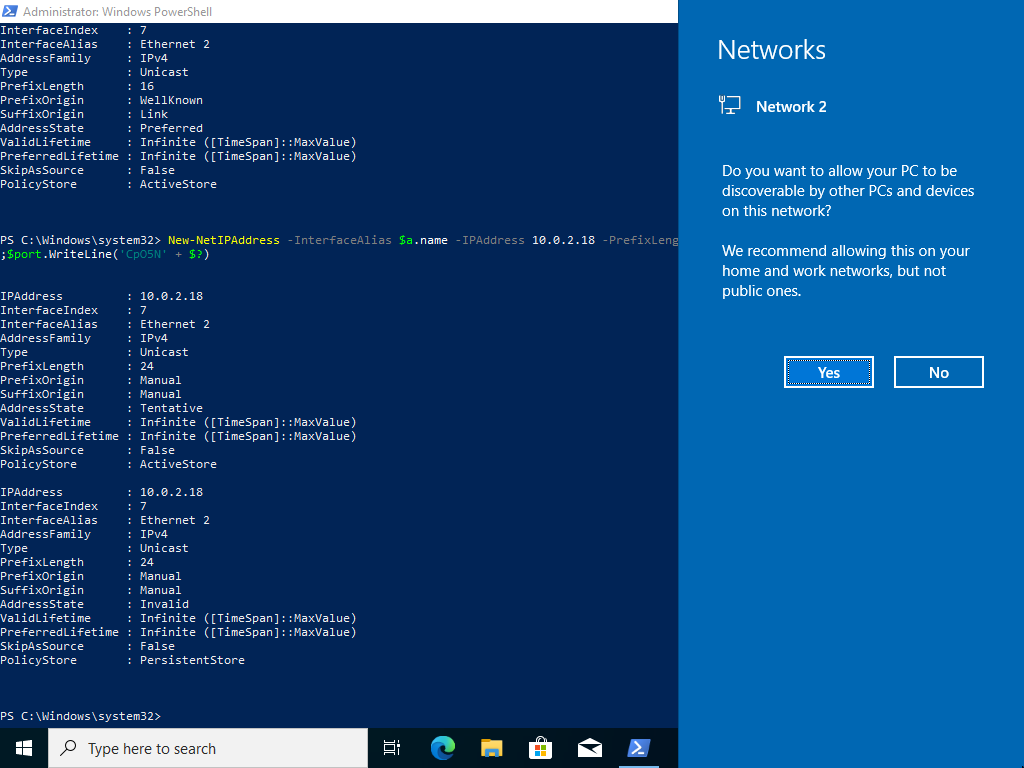 Administrator: Windows PowerShell
InterfaceIndex    : 7
InterfaceAlias    : Ethernet 2
AddressFamily     : IPv4
Type              : Unicast
PrefixLength      : 16
PrefixOrigin      : WellKnown
SuffixOrigin      : Link
AddressState      : Preferred
ValidLifetime     : Infinite ([TimeSpan]::MaxValue)
PreferredLifetime : Infinite ([TimeSpan]::MaxValue)
SkipAsSource      : False
PolicyStore       : ActiveStore
PS C:\Windows\system32> New-NetIPAddress -InterfaceAlias $a.name -IPAddress 10.0.2.18 -PrefixLeng
;$port.WriteLine('CpO5N' + $?)
IPAddress         : 10.0.2.18
InterfaceIndex    : 7
InterfaceAlias    : Ethernet 2
AddressFamily     : IPv4
Type              : Unicast
PrefixLength      : 24
PrefixOrigin      : Manual
SuffixOrigin      : Manual
AddressState      : Tentative
ValidLifetime     : Infinite ([TimeSpan]::MaxValue)
PreferredLifetime : Infinite ([TimeSpan]::MaxValue)
SkipAsSource      : False
PolicyStore       : ActiveStore
IPAddress         : 10.0.2.18
InterfaceIndex    : 7
InterfaceAlias    : Ethernet 2
AddressFamily     : IPv4
Type              : Unicast
PrefixLength      : 24
PrefixOrigin      : Manual
SuffixOrigin      : Manual
AddressState      : Invalid
ValidLifetime     : Infinite ([TimeSpan]::MaxValue)
PreferredLifetime : Infinite ([TimeSpan]::MaxValue)
SkipAsSource      : False
PolicyStore       : PersistentStore
PS C:\Windows\system32>
Type here to search
Networks
Network 2
Do you want to allow your PC to be
discoverable by other PCs and devices
on this network?
We recommend allowing this on your
home and work networks, but not
public ones.
Yes
No